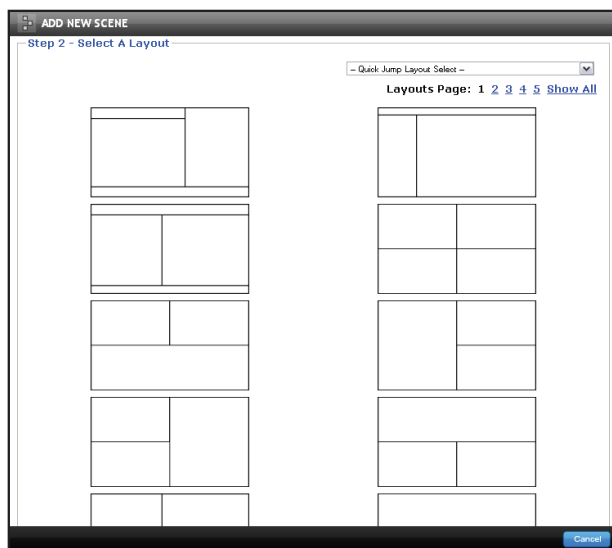 ADD NEW SCENE
Step 2 - Select A Layout
-- Quick Jump Layout Select --
Layouts Page: 1 2 3 4 5 Show All
Cancel